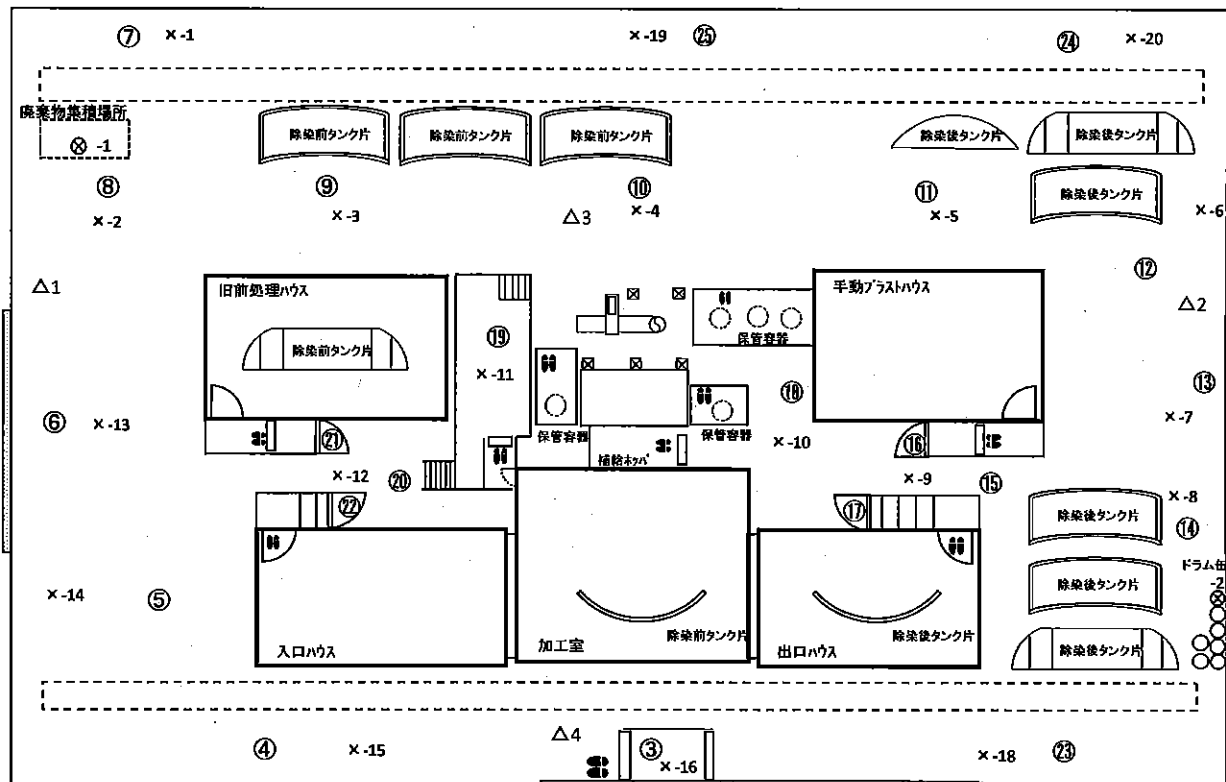 ⑦ ×-1 ×-19 ㉕ ㉔ ×-20
廃棄物集積場所
⊗ -1
除染前タンク片 除染前タンク片 除染前タンク片 除染後タンク片 除染後タンク片
⑧ ⑨ ⑩ ⑪ 除染後タンク片
×-2 ×-3 △3 ×-4 ×-5 ×-6
⑫
△1 旧前処理ハウス 手動ブラストハウス △2
⑲ 保管容器
除染前タンク片
×-11 ⑱ ⑬
⑥ ×-13 保管容器 保管容器 ×-7
㉑ 補給ホッパ ×-10 ⑯
×-12 ⑳ ×-9 ⑮
㉒ ⑰ 除染後タンク片 ×-8
⑭
ドラム缶
-2
×-14 ⑤ 除染後タンク片
入口ハウス 加工室 除染前タンク片 出口ハウス 除染後タンク片 除染後タンク片
④ ×-15 △4 ③ ×-16 ×-18 ㉓